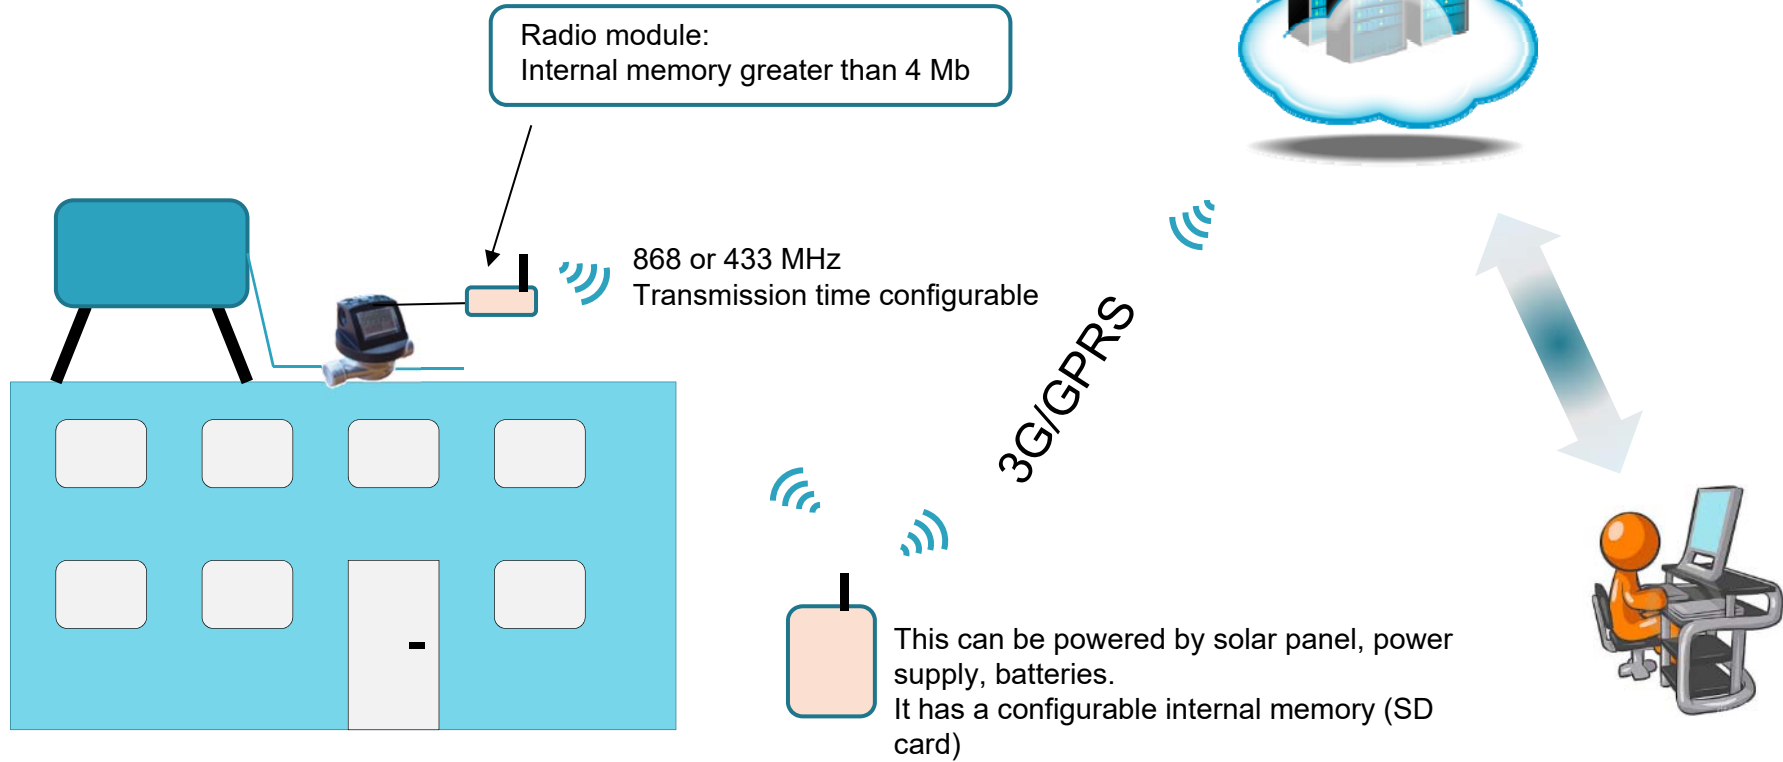 Radio module:
Internal memory greater than 4 Mb
868 or 433 MHz
Transmission time configurable
3G/GPRS
This can be powered by solar panel, power
supply, batteries.
It has a configurable internal memory (SD
card)